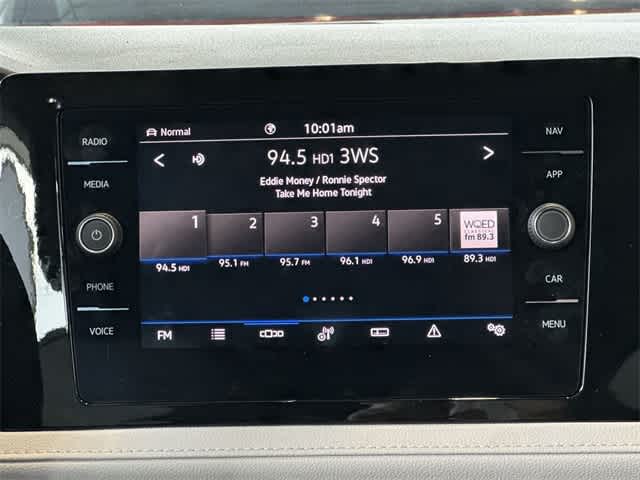 RADIO
MEDIA
PHONE
VOICE
Normal
10:01am
< 94.5 HD1 3WS >
Eddie Money / Ronnie Spector
Take Me Home Tonight
1 2 3 4 5
WQED
CLASSICAL
fm 89.3
94.5 HD1 95.1 FM 95.7 FM 96.1 HD1 96.9 HD1 89.3 HD1
FM
NAV
APP
CAR
MENU